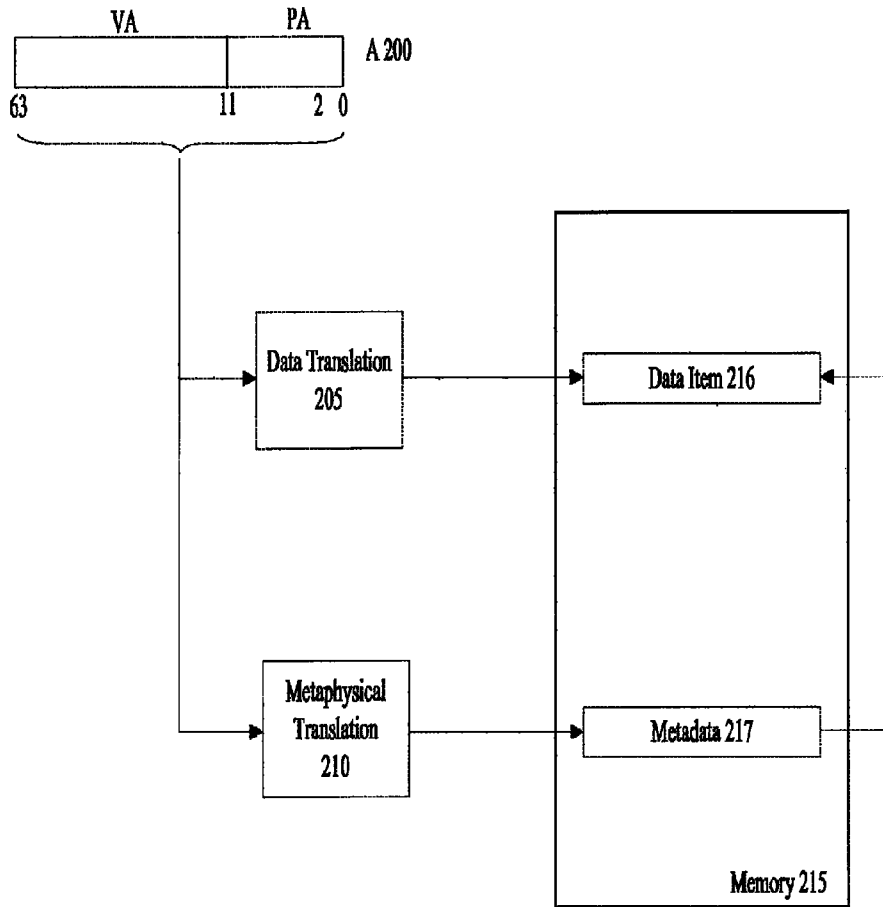 VA PA
A 200
63 11 2 0
Data Translation
205
Data Item 216
Metaphysical
Translation
210
Metadata 217
Memory 215